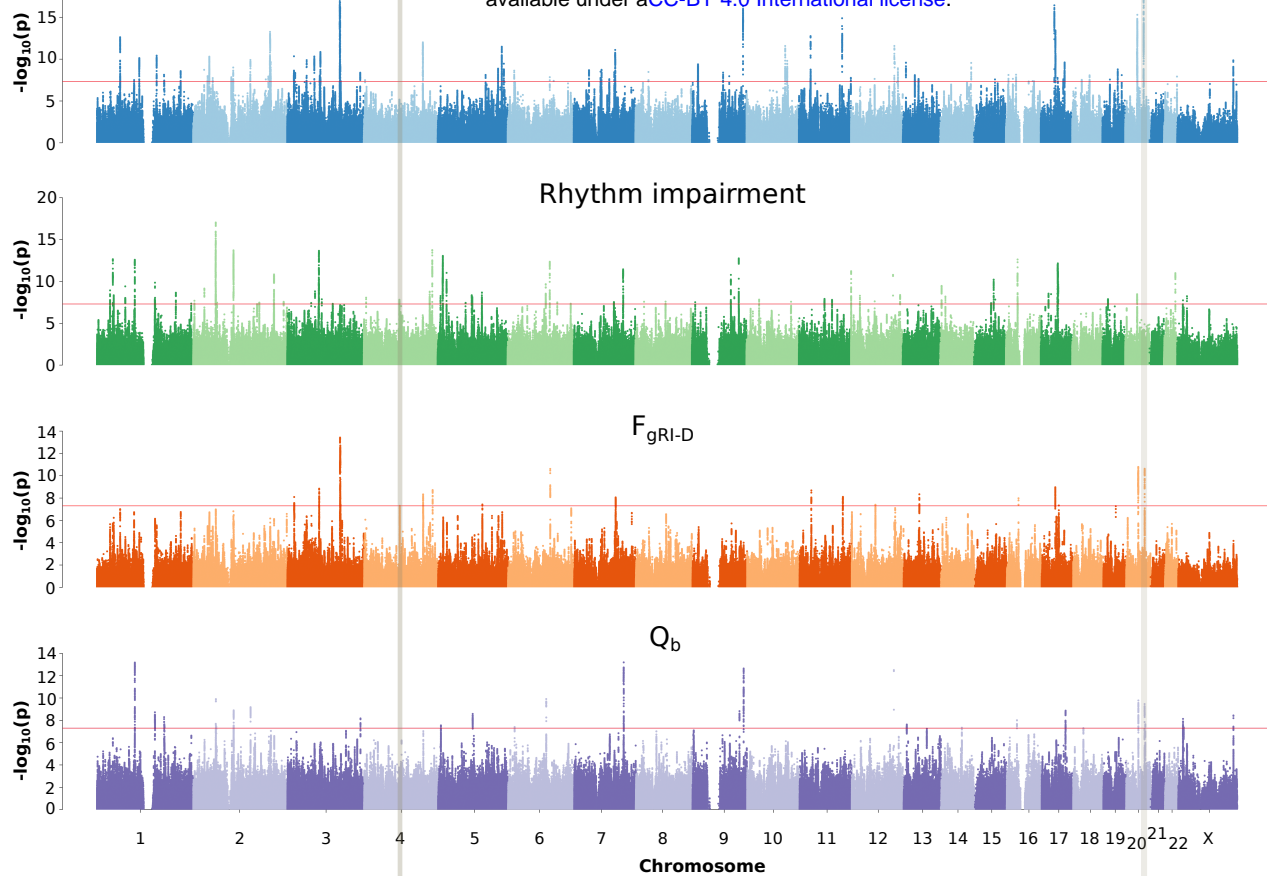 available under aCC-BY 4.0 International license.
15
10
5
0
-log10(p)
Rhythm impairment
20
15
10
5
0
-log10(p)
FgRI-D
14
12
10
8
6
4
2
0
-log10(p)
Qb
14
12
10
8
6
4
2
0
-log10(p)
1 2 3 4 5 6 7 8 9 10 11 12 13 14 15 16 17 18 19 20 21 22 X
Chromosome